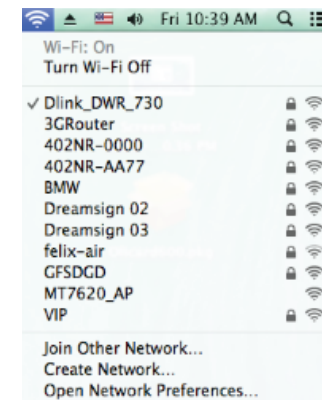 Fri 10:39 AM
Wi-Fi: On
Turn Wi-Fi Off
Dlink_DWR_730
3GRouter
402NR-0000
402NR-AA77
BMW
Dreamsign 02
Dreamsign 03
felix-air
GFSDGD
MT7620_AP
VIP
Join Other Network...
Create Network...
Open Network Preferences...